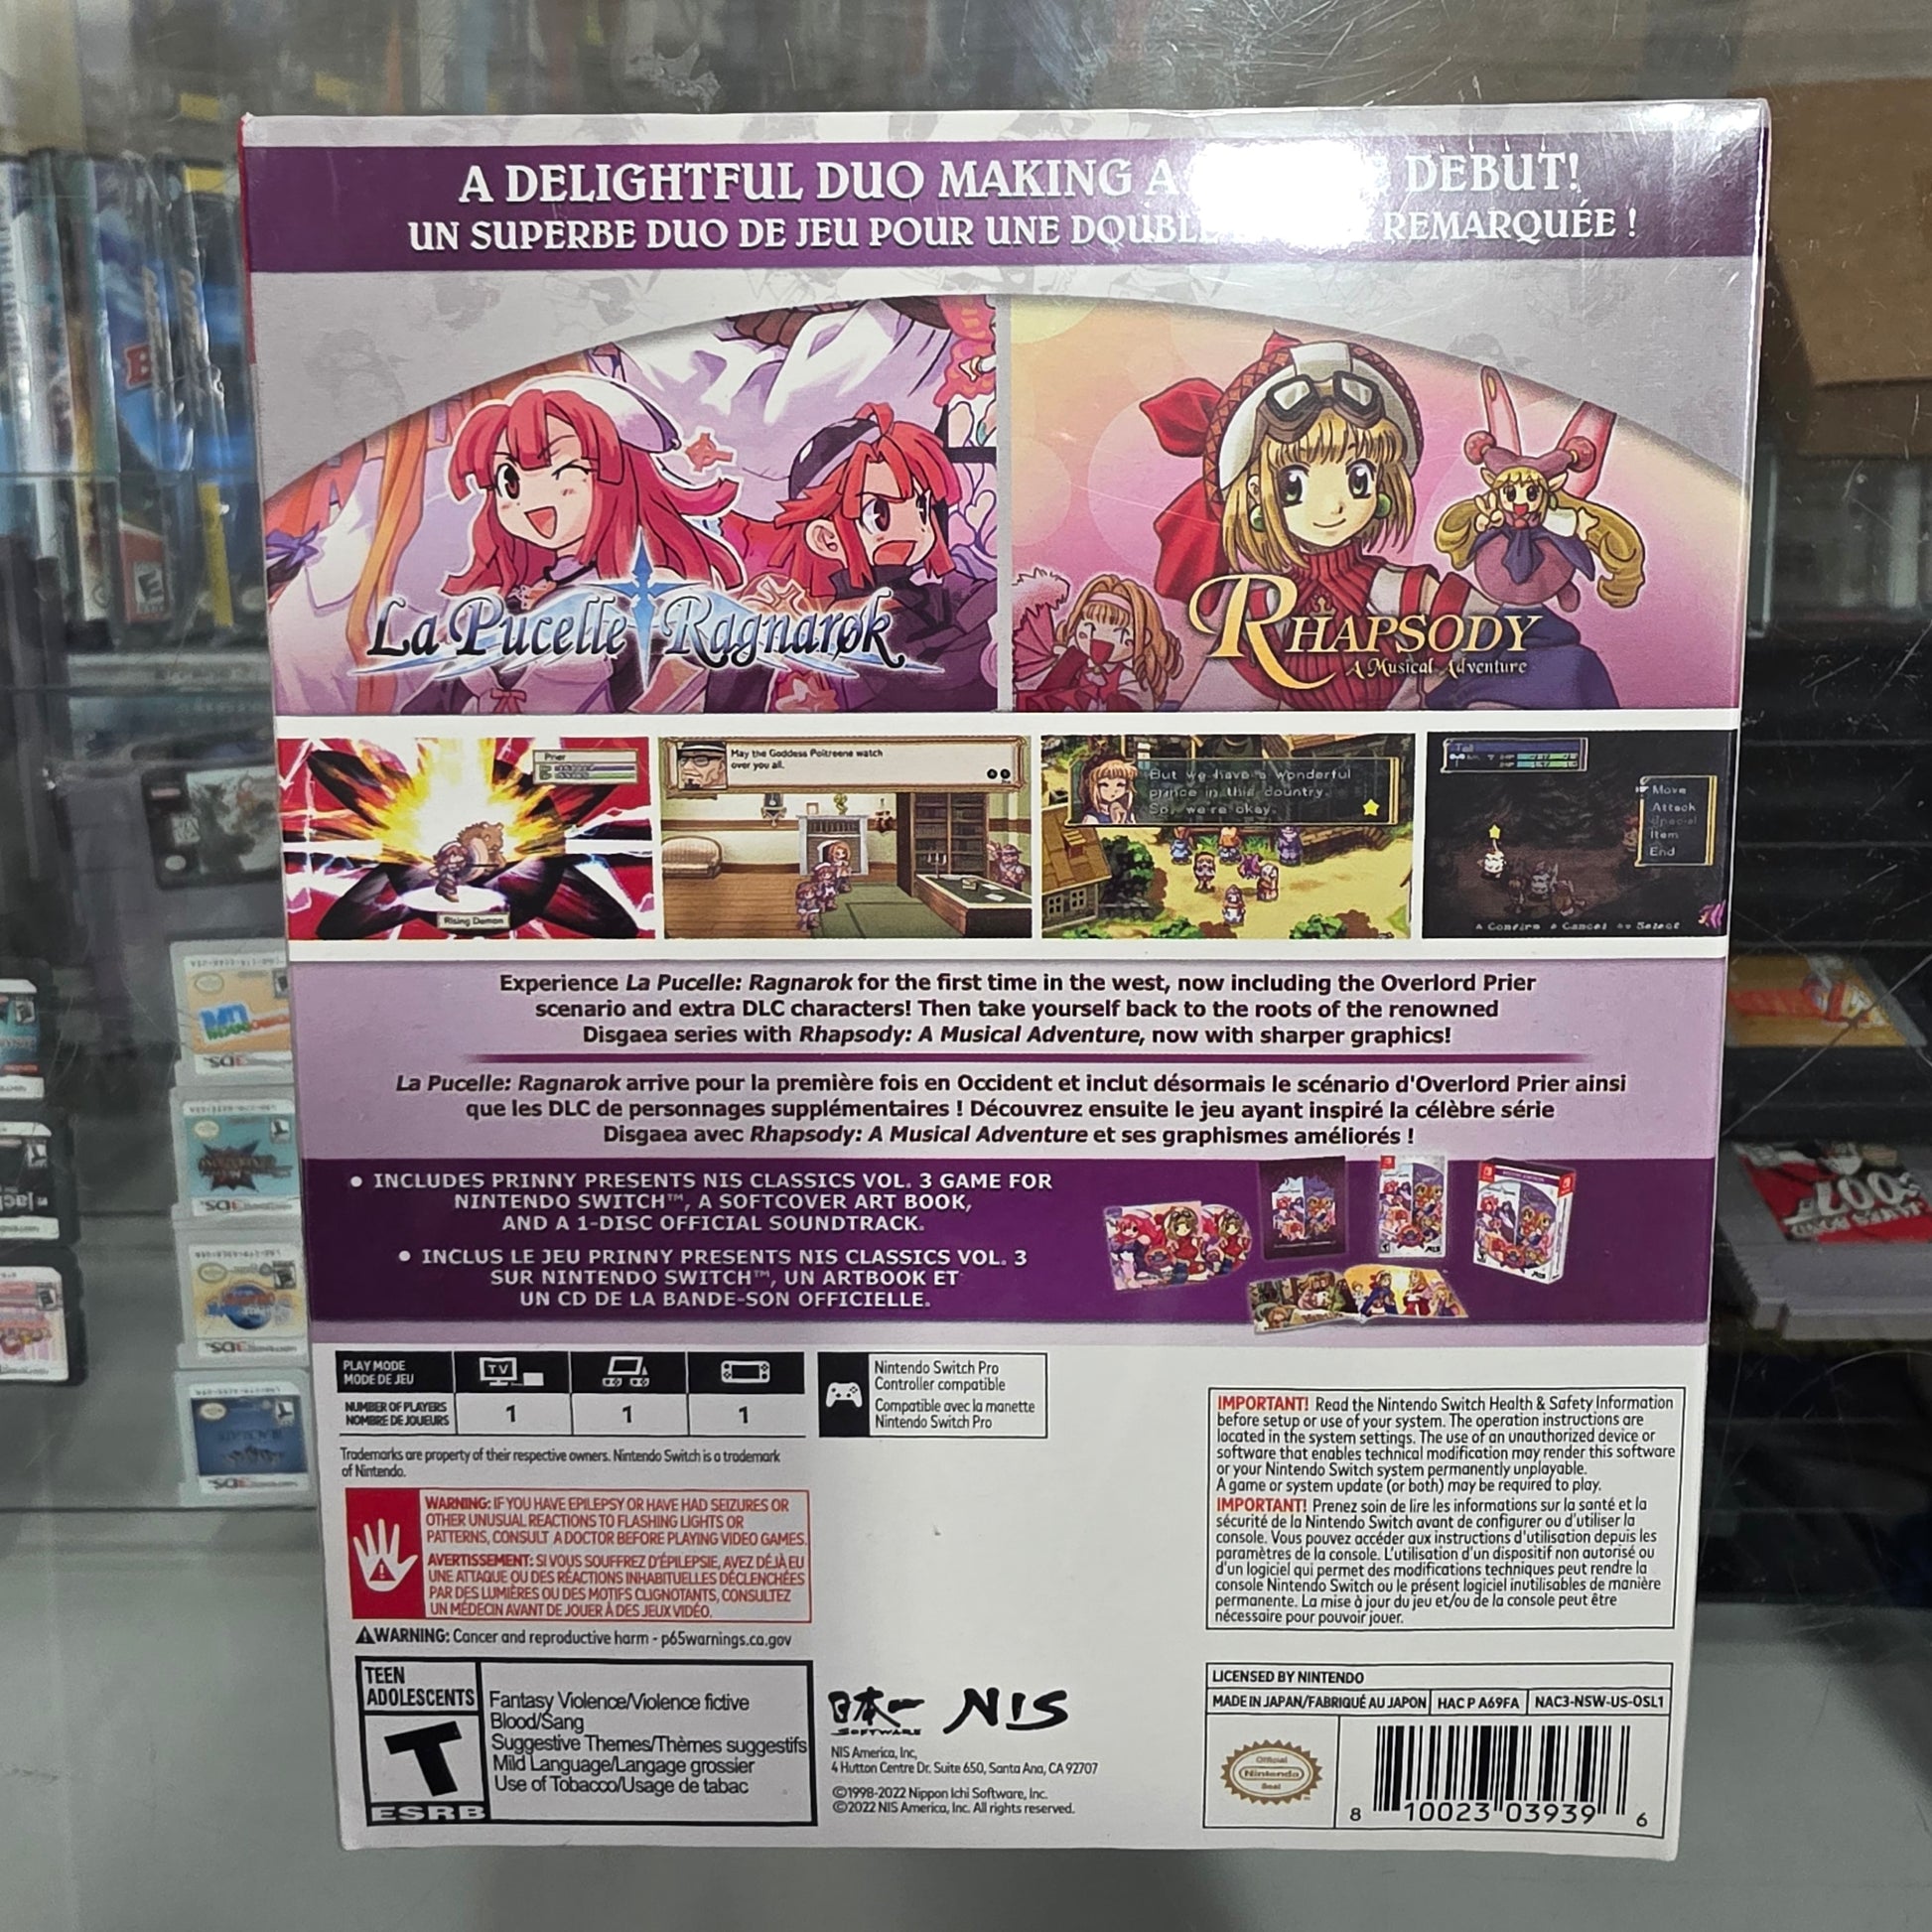 A DELIGHTFUL DUO MAKING A DEBUT!
UN SUPERBE DUO DE JEU POUR UNE REMARQUÉE !
La Pucelle Ragnarøk
RHAPSODY
A Musical Adventure
Prier
Rising Demon
May the Goddess Poitreene watch
over you all.
But we have a wonderful
prince in this country.
So, we're okay.
Move
Attack
Special
Item
End
Confirm Cancel Select
Experience La Pucelle: Ragnarok for the first time in the west, now including the Overlord Prier
scenario and extra DLC characters! Then take yourself back to the roots of the renowned
Disgaea series with Rhapsody: A Musical Adventure, now with sharper graphics!
La Pucelle: Ragnarok arrive pour la première fois en Occident et inclut désormais le scénario d'Overlord Prier ainsi
que les DLC de personnages supplémentaires ! Découvrez ensuite le jeu ayant inspiré la célèbre série
Disgaea avec Rhapsody: A Musical Adventure et ses graphismes améliorés !
• INCLUDES PRINNY PRESENTS NIS CLASSICS VOL. 3 GAME FOR
NINTENDO SWITCH™, A SOFTCOVER ART BOOK,
AND A 1-DISC OFFICIAL SOUNDTRACK.
• INCLUS LE JEU PRINNY PRESENTS NIS CLASSICS VOL. 3
SUR NINTENDO SWITCH™, UN ARTBOOK ET
UN CD DE LA BANDE-SON OFFICIELLE.
PLAY MODE
MODE DE JEU
TV
NUMBER OF PLAYERS
NOMBRE DE JOUEURS
1 1 1
Nintendo Switch Pro
Controller compatible
Compatible avec la manette
Nintendo Switch Pro
Trademarks are property of their respective owners. Nintendo Switch is a trademark
of Nintendo.
WARNING: IF YOU HAVE EPILEPSY OR HAVE HAD SEIZURES OR
OTHER UNUSUAL REACTIONS TO FLASHING LIGHTS OR
PATTERNS, CONSULT A DOCTOR BEFORE PLAYING VIDEO GAMES.
AVERTISSEMENT: SI VOUS SOUFFREZ D'ÉPILEPSIE, AVEZ DÉJÀ EU
UNE ATTAQUE OU DES RÉACTIONS INHABITUELLES DÉCLENCHÉES
PAR DES LUMIÈRES OU DES MOTIFS CLIGNOTANTS, CONSULTEZ
UN MÉDECIN AVANT DE JOUER À DES JEUX VIDÉO.
WARNING: Cancer and reproductive harm - p65warnings.ca.gov
TEEN
ADOLESCENTS
T
ESRB
Fantasy Violence/Violence fictive
Blood/Sang
Suggestive Themes/Thèmes suggestifs
Mild Language/Langage grossier
Use of Tobacco/Usage de tabac
日本一
SOFTWARE
NIS
NIS America, Inc,
4 Hutton Centre Dr. Suite 650, Santa Ana, CA 92707
©1998-2022 Nippon Ichi Software, Inc.
©2022 NIS America, Inc. All rights reserved.
IMPORTANT! Read the Nintendo Switch Health & Safety Information
before setup or use of your system. The operation instructions are
located in the system settings. The use of an unauthorized device or
software that enables technical modification may render this software
or your Nintendo Switch system permanently unplayable.
A game or system update (or both) may be required to play.
IMPORTANT! Prenez soin de lire les informations sur la santé et la
sécurité de la Nintendo Switch avant de configurer ou d'utiliser la
console. Vous pouvez accéder aux instructions d'utilisation depuis les
paramètres de la console. L'utilisation d'un dispositif non autorisé ou
d'un logiciel qui permet des modifications techniques peut rendre la
console Nintendo Switch ou le présent logiciel inutilisables de manière
permanente. La mise à jour du jeu et/ou de la console peut être
nécessaire pour pouvoir jouer.
LICENSED BY NINTENDO
MADE IN JAPAN/FABRIQUÉ AU JAPON HAC P A69FA NAC3-NSW-US-OSL1
Official
Nintendo
Seal
8 10023 03939 6